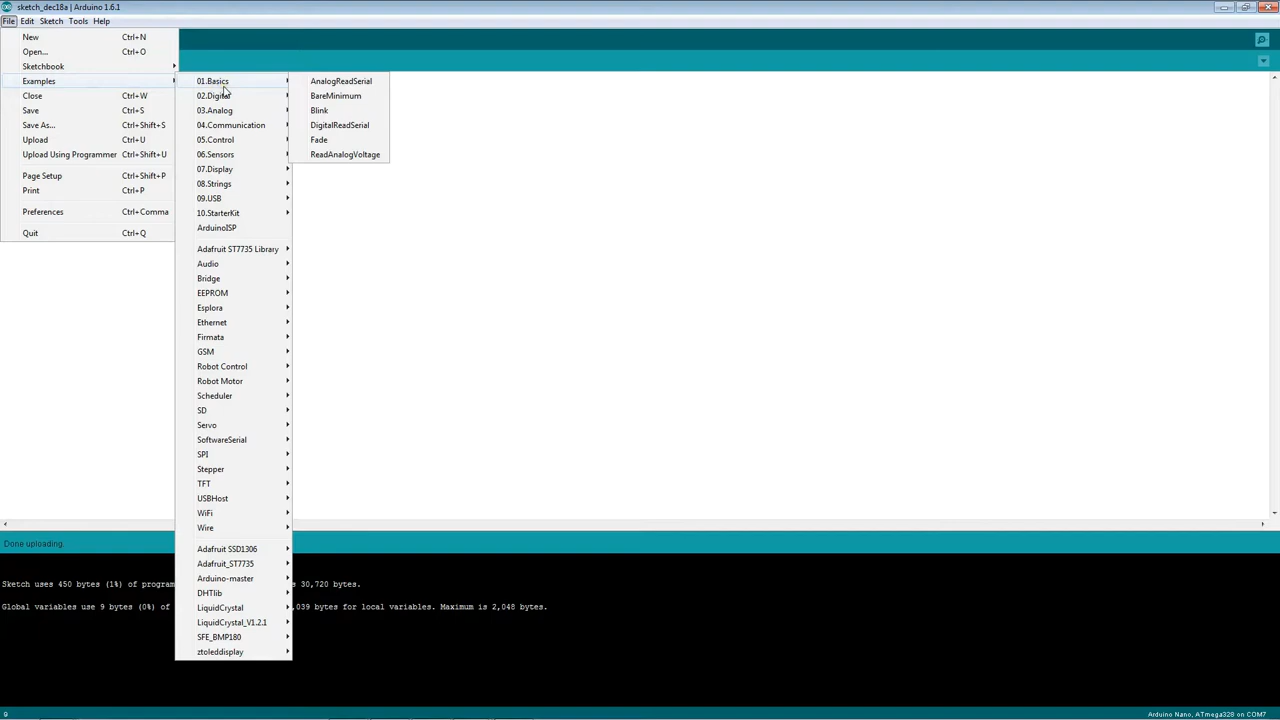 sketch_dec18a | Arduino 1.6.1
File Edit Sketch Tools Help
New Ctrl+N
Open... Ctrl+O
Sketchbook
Examples
Close Ctrl+W
Save Ctrl+S
Save As... Ctrl+Shift+S
Upload Ctrl+U
Upload Using Programmer Ctrl+Shift+U
Page Setup Ctrl+Shift+P
Print Ctrl+P
Preferences Ctrl+Comma
Quit Ctrl+Q
01.Basics
02.Digital
03.Analog
04.Communication
05.Control
06.Sensors
07.Display
08.Strings
09.USB
10.StarterKit
ArduinoISP
Adafruit ST7735 Library
Audio
Bridge
EEPROM
Esplora
Ethernet
Firmata
GSM
Robot Control
Robot Motor
Scheduler
SD
Servo
SoftwareSerial
SPI
Stepper
TFT
USBHost
WiFi
Wire
Adafruit SSD1306
Adafruit_ST7735
Arduino-master
DHTlib
LiquidCrystal
LiquidCrystal_V1.2.1
SFE_BMP180
ztoleddisplay
AnalogReadSerial
BareMinimum
Blink
DigitalReadSerial
Fade
ReadAnalogVoltage
Done uploading.
Sketch uses 450 bytes (1%) of program 30,720 bytes.
Global variables use 9 bytes (0%) of ,039 bytes for local variables. Maximum is 2,048 bytes.
9 Arduino Nano, ATmega328 on COM7